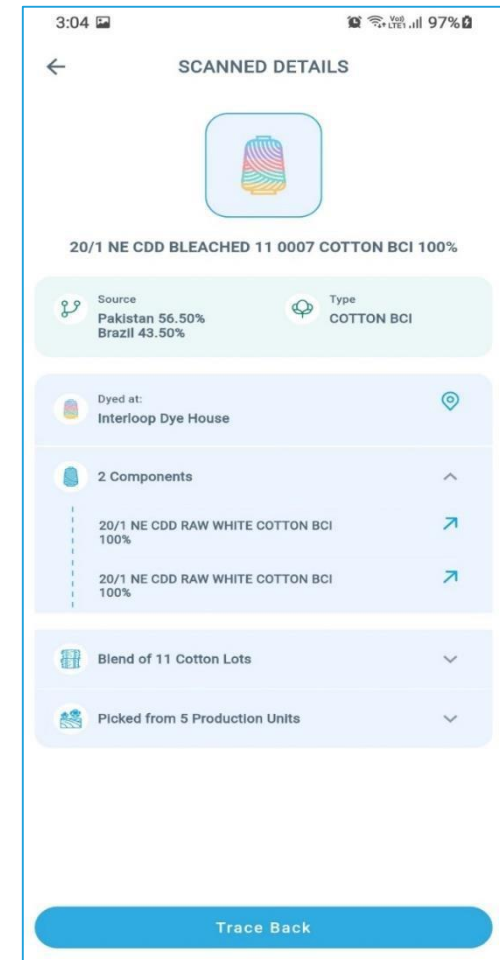 3:04
97%
SCANNED DETAILS
20/1 NE CDD BLEACHED 11 0007 COTTON BCI 100%
Source
Pakistan 56.50%
Brazil 43.50%
Type
COTTON BCI
Dyed at:
Interloop Dye House
2 Components
20/1 NE CDD RAW WHITE COTTON BCI
100%
20/1 NE CDD RAW WHITE COTTON BCI
100%
Blend of 11 Cotton Lots
Picked from 5 Production Units
Trace Back